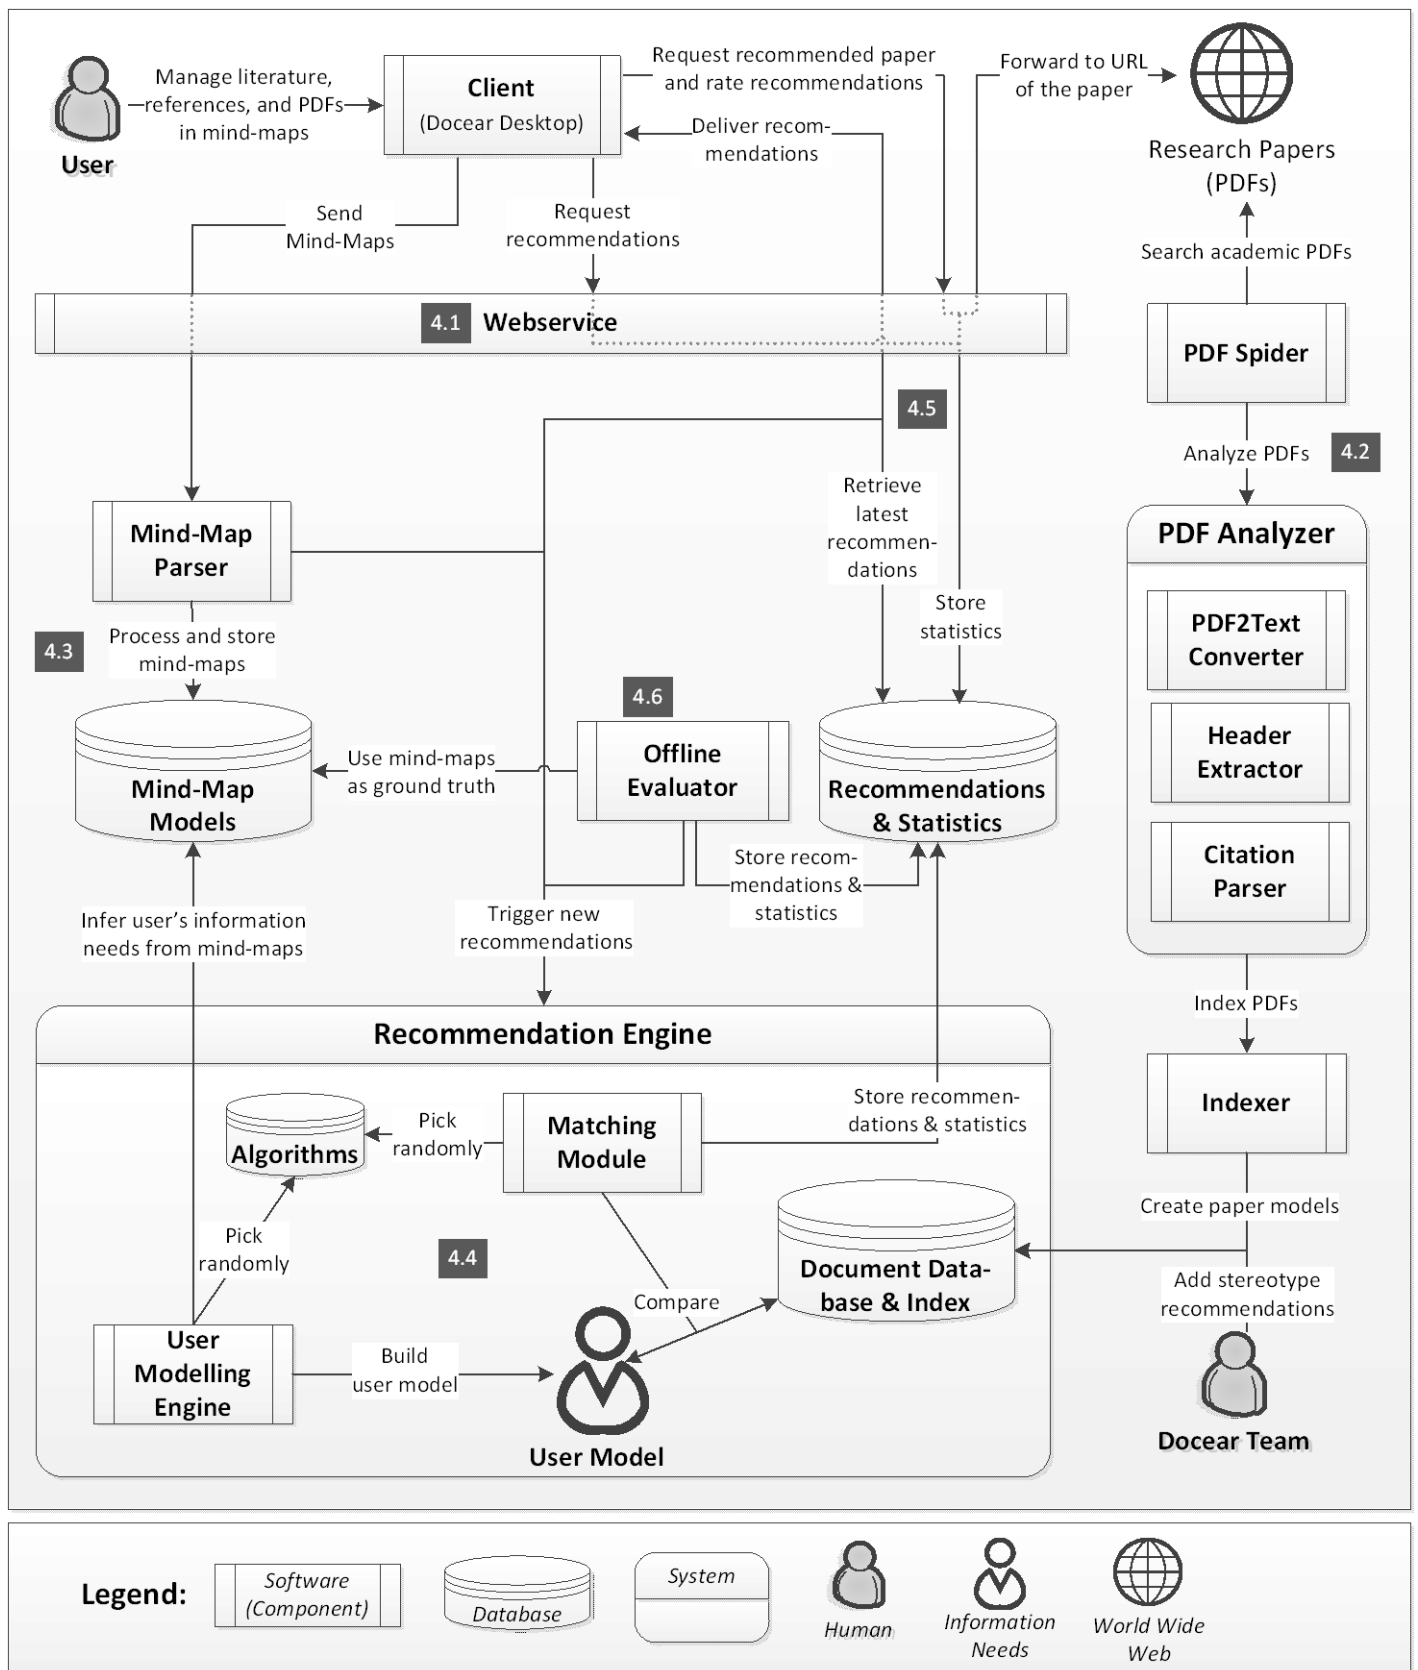 Manage literature,
references, and PDFs
in mind-maps
User
Client
(Docear Desktop)
Request recommended paper
and rate recommendations
Deliver recom-
mendations
Forward to URL
of the paper
Research Papers
(PDFs)
Send
Mind-Maps
Request
recommendations
Search academic PDFs
4.1 Webservice
PDF Spider
4.5
Analyze PDFs
4.2
Retrieve
latest
recommen-
dations
Mind-Map
Parser
PDF Analyzer
Store
statistics
PDF2Text
Converter
4.3
Process and store
mind-maps
4.6
Header
Extractor
Use mind-maps
as ground truth
Offline
Evaluator
Mind-Map
Models
Recommendations
& Statistics
Citation
Parser
Store recom-
mendations &
statistics
Infer user's information
needs from mind-maps
Trigger new
recommendations
Index PDFs
Recommendation Engine
Indexer
Algorithms
Pick
randomly
Matching
Module
Store recommen-
dations & statistics
Create paper models
Pick
randomly
4.4
Document Data-
base & Index
Compare
Add stereotype
recommendations
User
Modelling
Engine
Build
user model
User Model
Docear Team
Legend:
Software
(Component)
Database
System
Human
Information
Needs
World Wide
Web